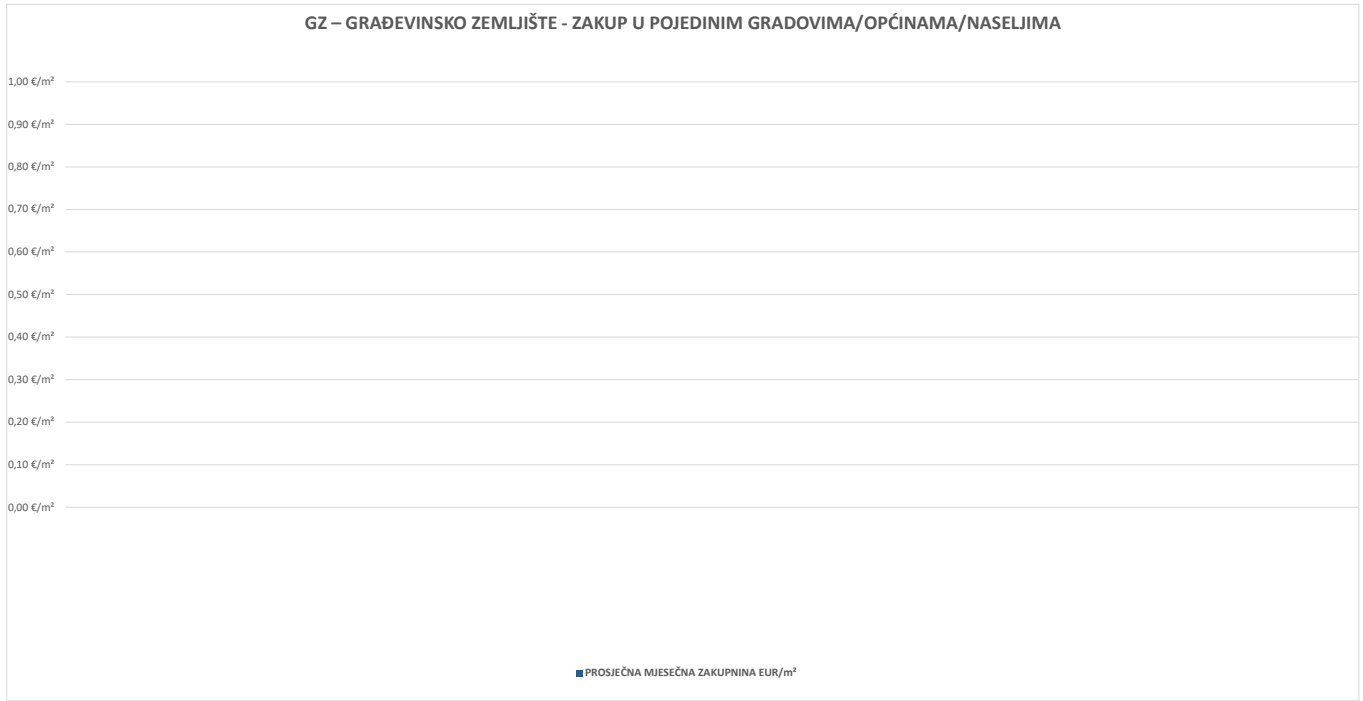 GZ – GRAĐEVINSKO ZEMLJIŠTE - ZAKUP U POJEDINIM GRADOVIMA/OPĆINAMA/NASELJIMA
1,00 €/m²
0,90 €/m²
0,80 €/m²
0,70 €/m²
0,60 €/m²
0,50 €/m²
0,40 €/m²
0,30 €/m²
0,20 €/m²
0,10 €/m²
0,00 €/m²
PROSJEČNA MJESEČNA ZAKUPNINA EUR/m²